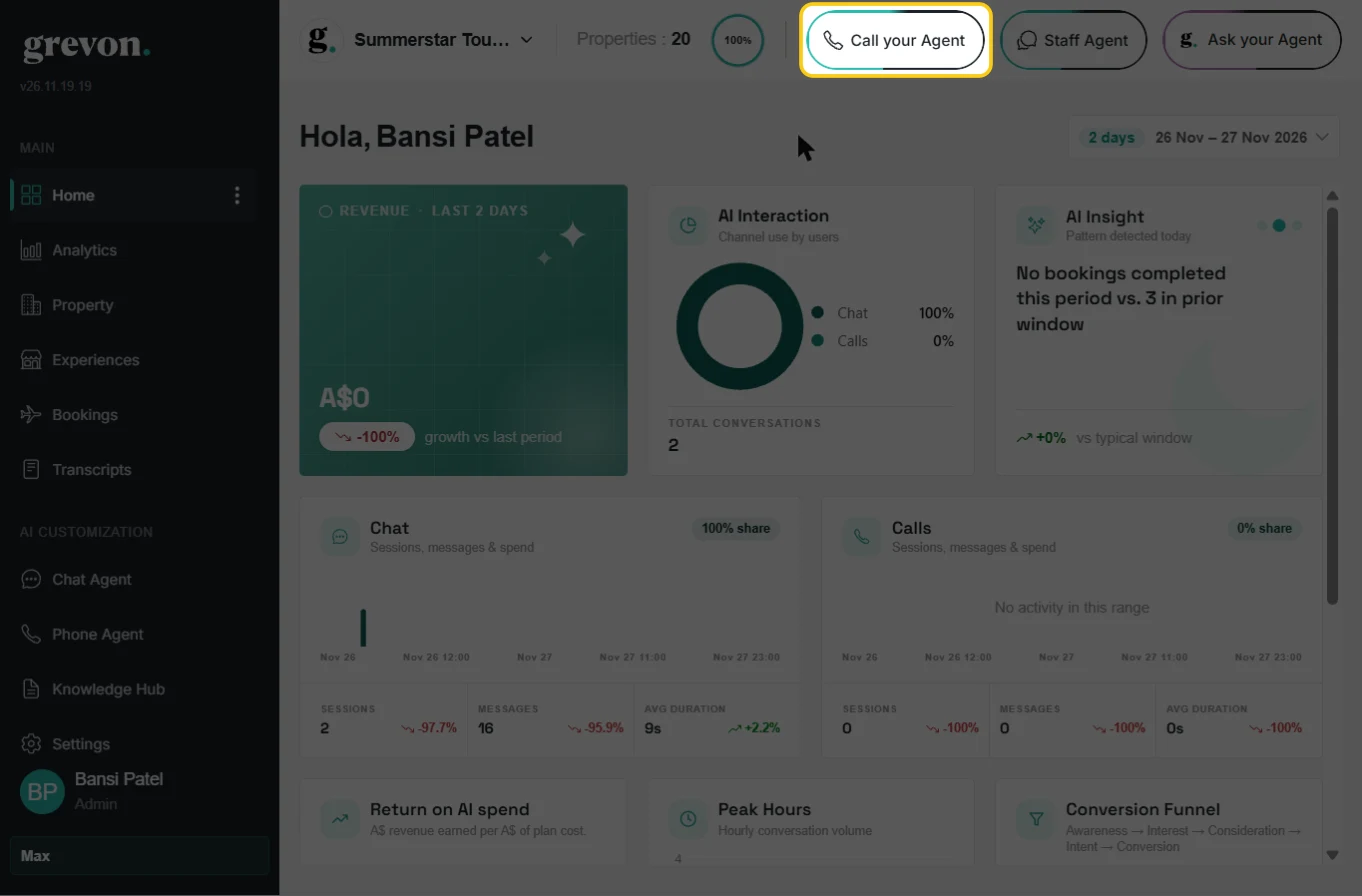 grevon.
v26.11.19.19
MAIN
Home
Analytics
Property
Experiences
Bookings
Transcripts
AI CUSTOMIZATION
Chat Agent
Phone Agent
Knowledge Hub
Settings
BP
Bansi Patel
Admin
Max
g. Summerstar Tou...
Properties : 20
100%
Call your Agent
Staff Agent
g. Ask your Agent
Hola, Bansi Patel
2 days 26 Nov – 27 Nov 2026
REVENUE · LAST 2 DAYS
A$0
-100% growth vs last period
AI Interaction
Channel use by users
Chat 100%
Calls 0%
TOTAL CONVERSATIONS
2
AI Insight
Pattern detected today
No bookings completed
this period vs. 3 in prior
window
+0% vs typical window
Chat
Sessions, messages & spend
100% share
Nov 26 Nov 26 12:00 Nov 27 Nov 27 11:00 Nov 27 23:00
SESSIONS MESSAGES AVG DURATION
2 -97.7% 16 -95.9% 9s +2.2%
Calls
Sessions, messages & spend
0% share
No activity in this range
Nov 26 Nov 26 12:00 Nov 27 Nov 27 11:00 Nov 27 23:00
SESSIONS MESSAGES AVG DURATION
0 -100% 0 -100% 0s -100%
Return on AI spend
A$ revenue earned per A$ of plan cost.
Peak Hours
Hourly conversation volume
4
Conversion Funnel
Awareness → Interest → Consideration →
Intent → Conversion